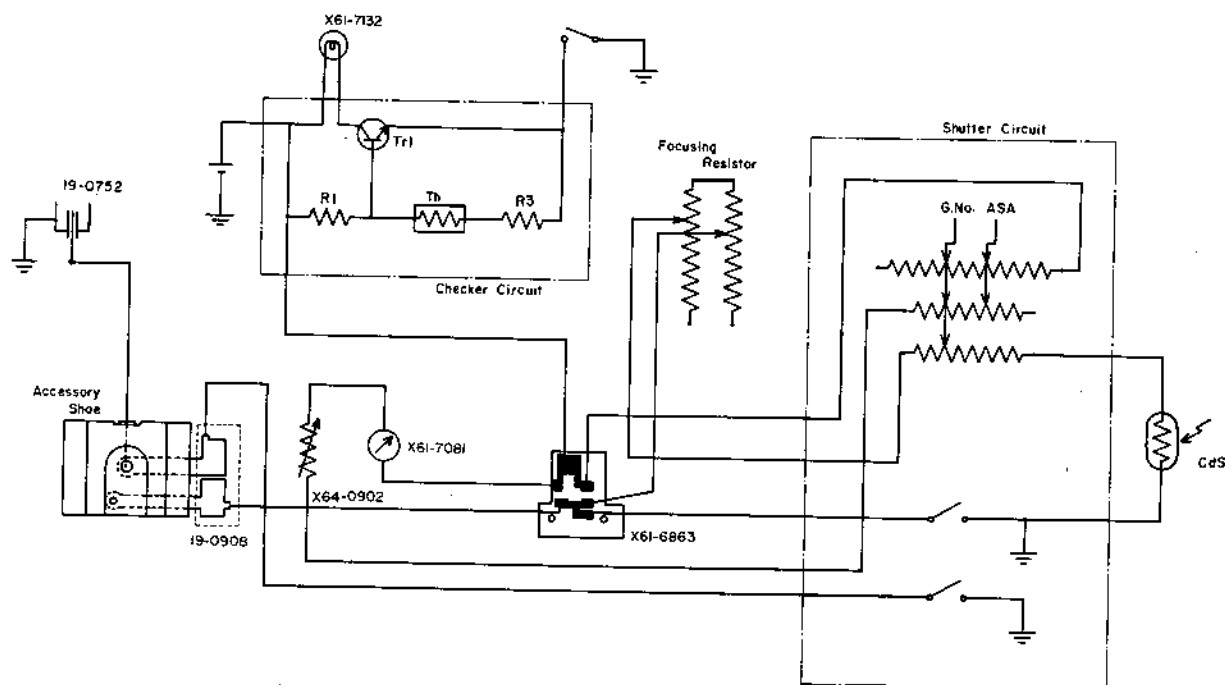 X61-7132
Tr1
R1
Th
R3
Checker Circuit
19-0752
Focusing
Resistor
Shutter Circuit
G.No. ASA
Accessory
Shoe
X61-7081
X64-0902
19-0908
X61-6863
CdS